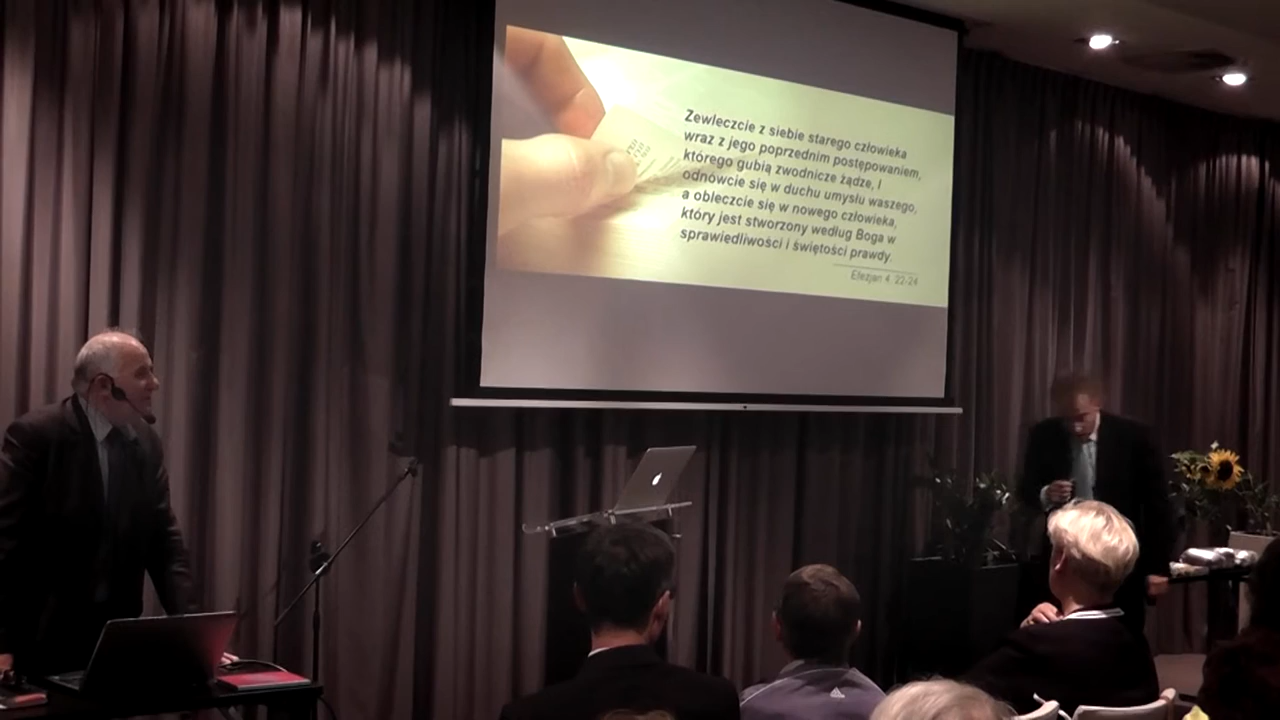 Zewleczcie z siebie starego człowieka
wraz z jego poprzednim postępowaniem,
którego gubią zwodnicze żądze, i
odnówcie się w duchu umysłu waszego,
a obleczcie się w nowego człowieka,
który jest stworzony według Boga w
sprawiedliwości i świętości prawdy.
Efezjan 4, 22-24